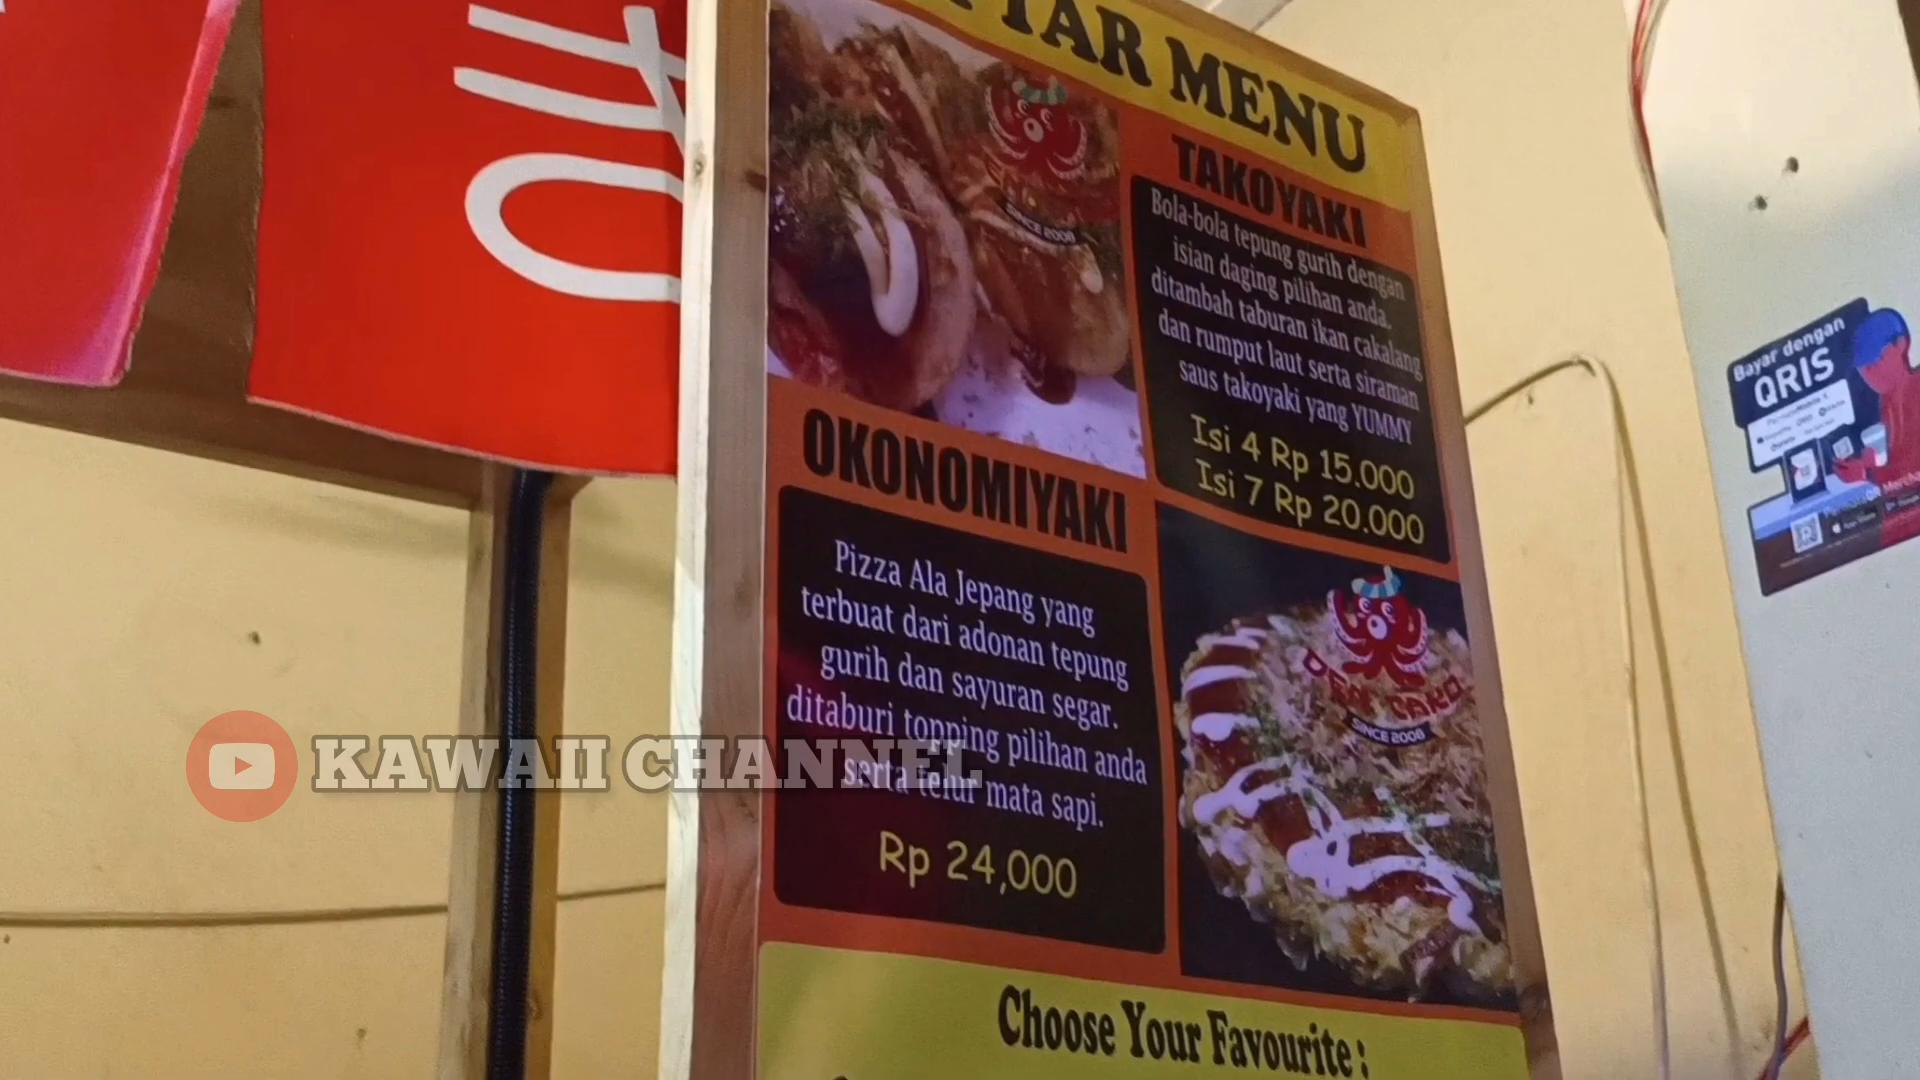 TAR MENU
TAKOYAKI
Bola-bola tepung gurih dengan
isian daging pilihan anda.
ditambah taburan ikan cakalang
dan rumput laut serta siraman
saus takoyaki yang YUMMY
Isi 4 Rp 15.000
Isi 7 Rp 20.000
SINCE 2008
OKONOMIYAKI
Pizza Ala Jepang yang
terbuat dari adonan tepung
gurih dan sayuran segar.
ditaburi topping pilihan anda
serta telur mata sapi.
Rp 24,000
SINCE 2008
Choose Your Favourite :
Bayar dengan
QRIS
KAWAII CHANNEL